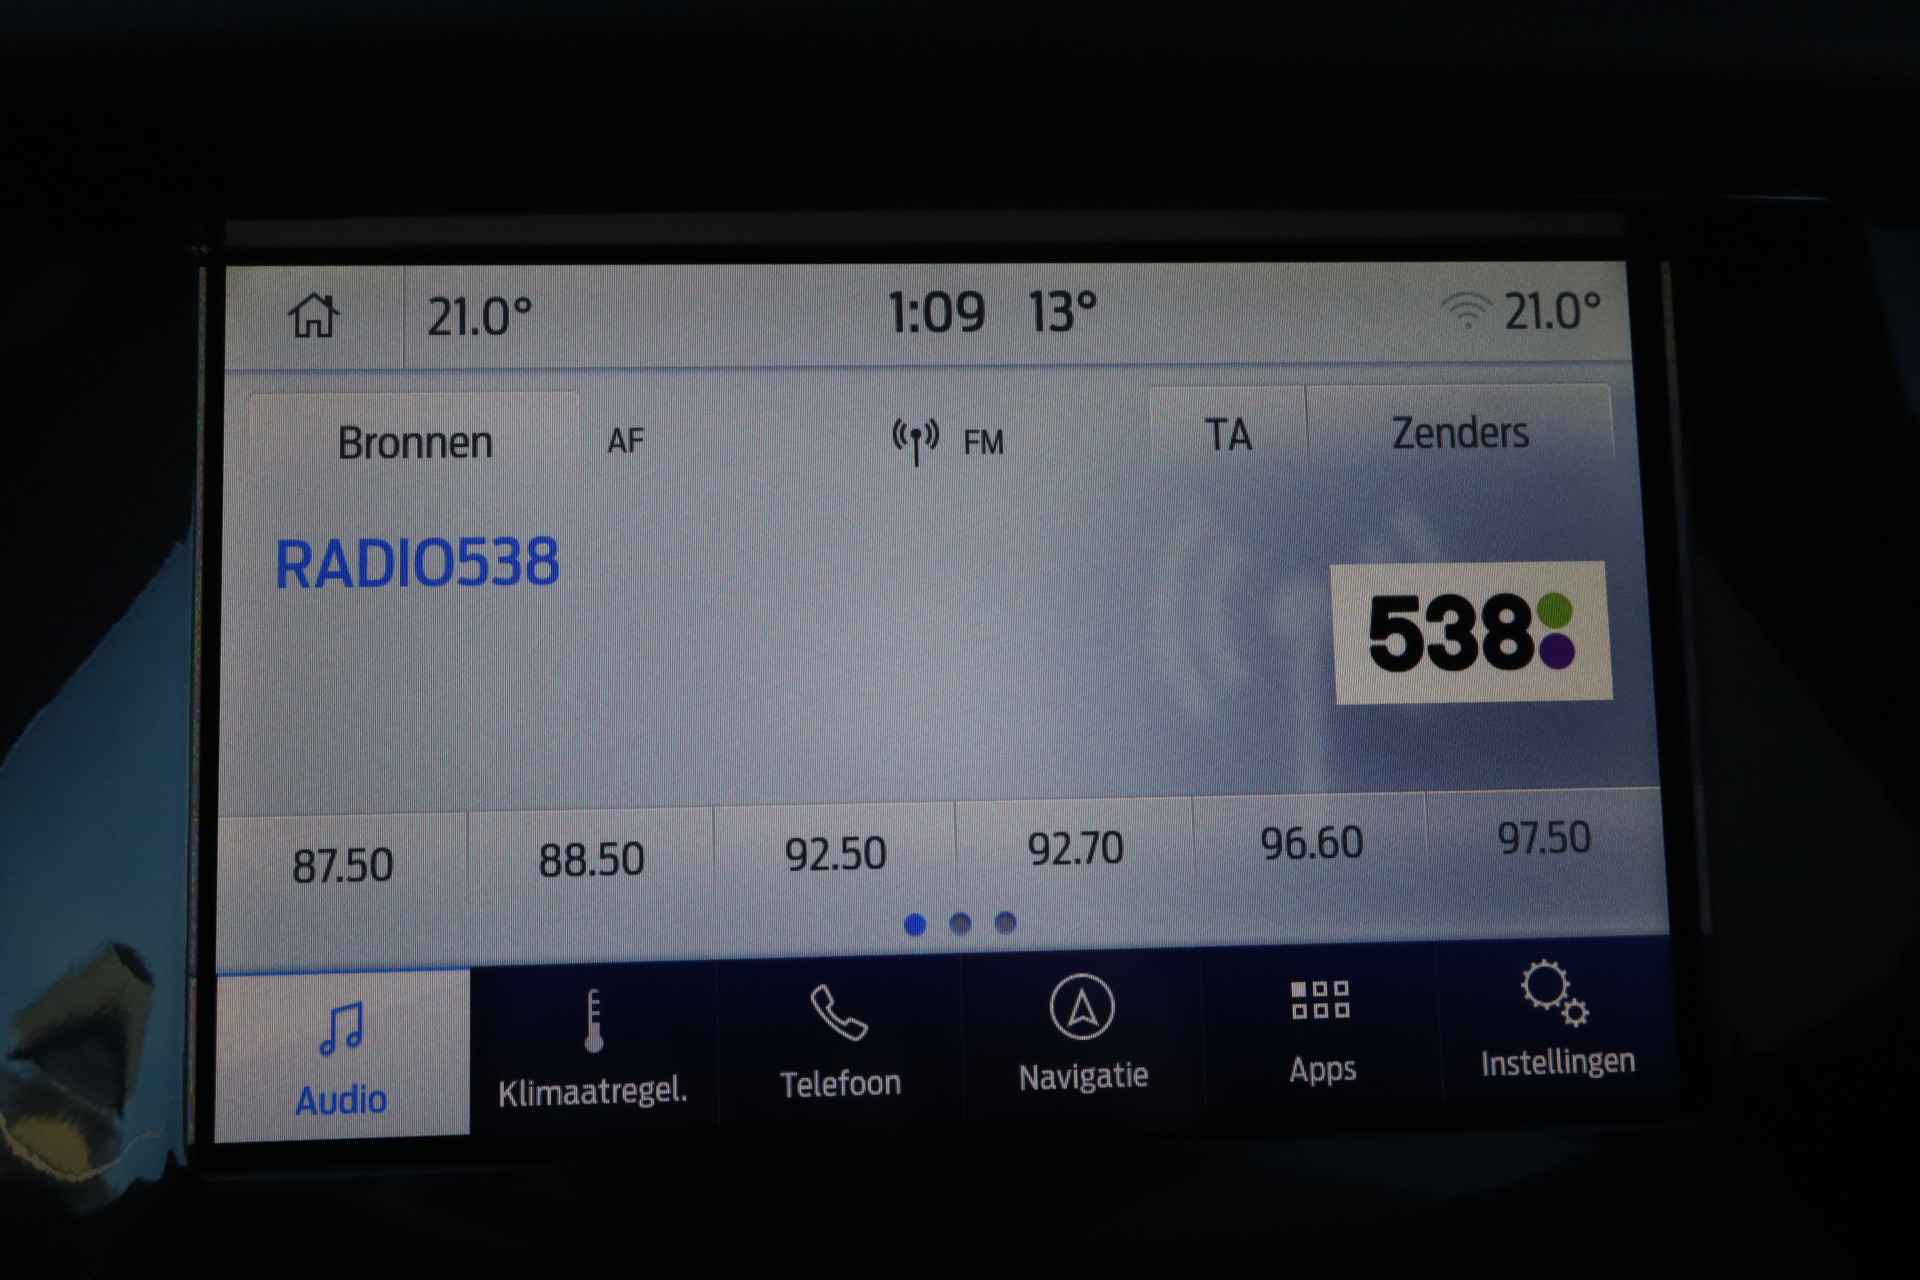 21.0° 1:09 13° 21.0°
Bronnen AF FM TA Zenders
RADIO538
538
87.50 88.50 92.50 92.70 96.60 97.50
Audio Klimaatregel. Telefoon Navigatie Apps Instellingen